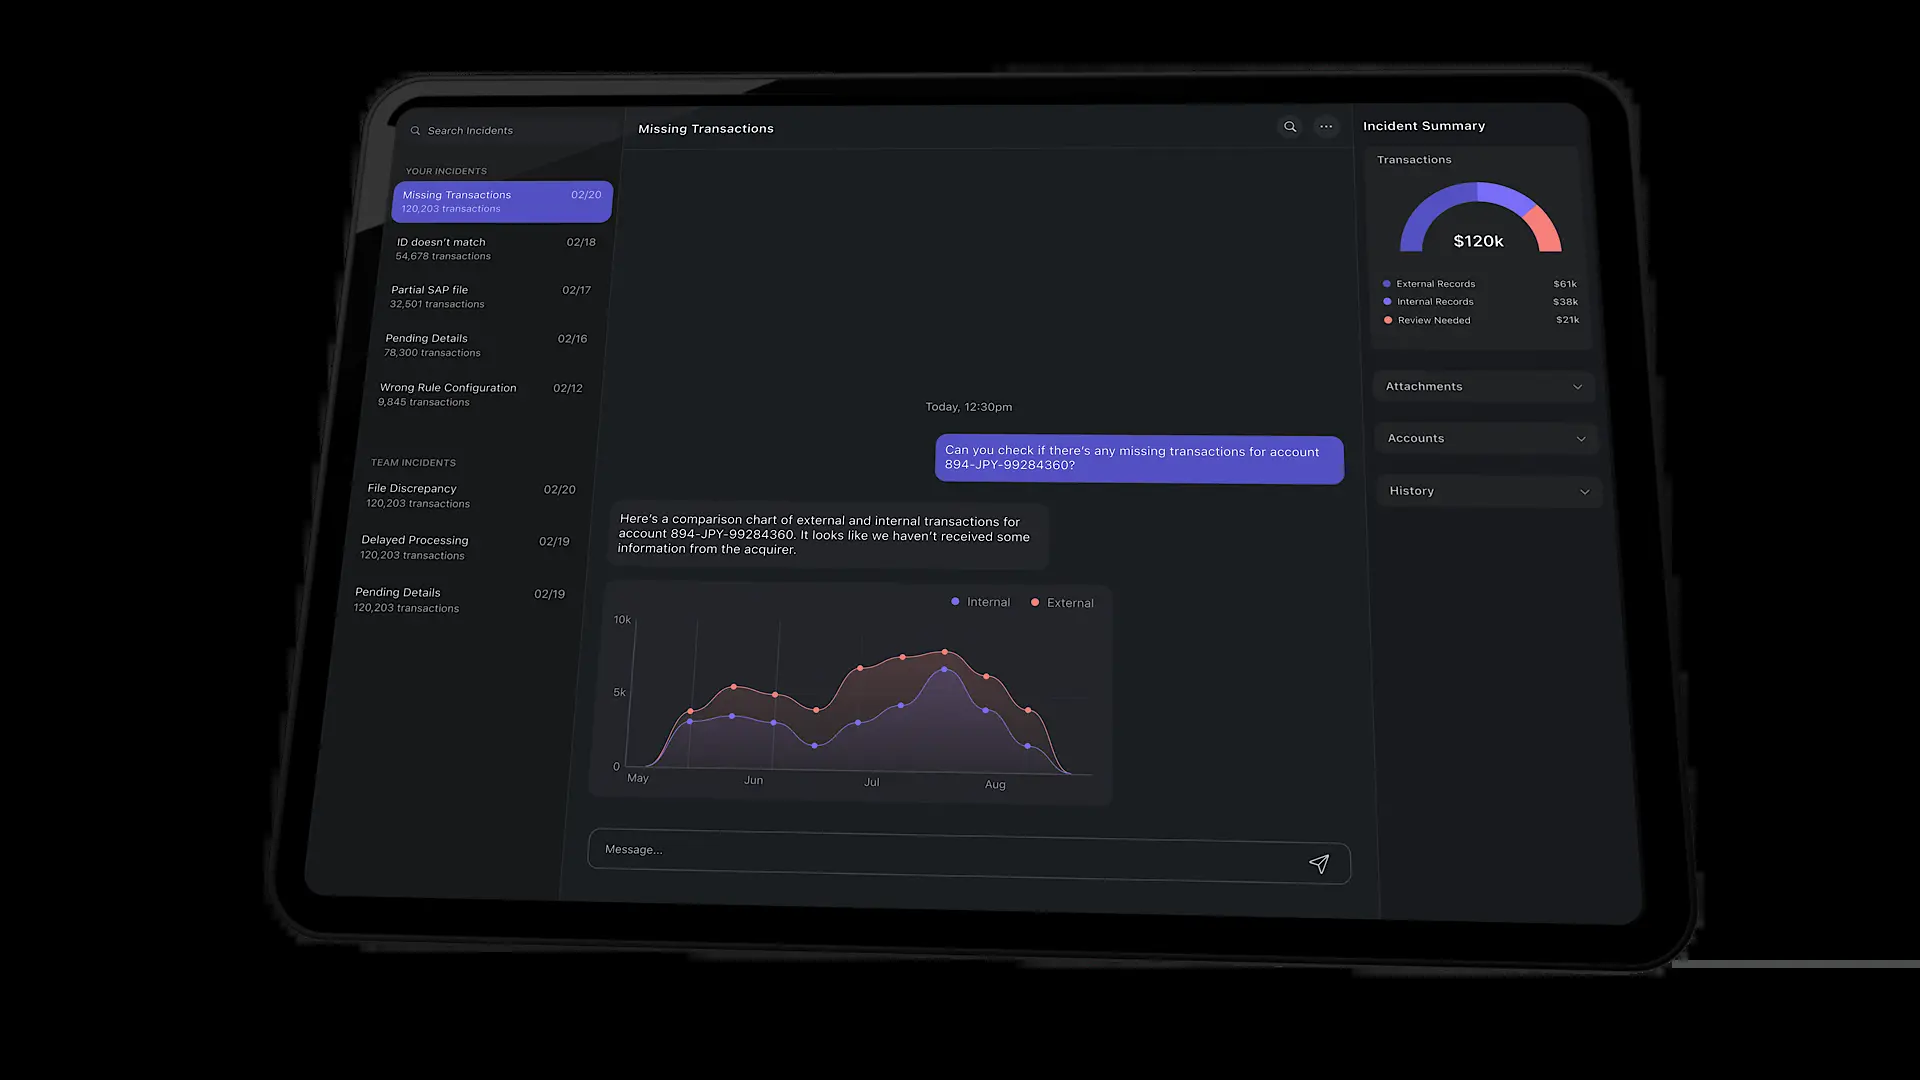 Search Incidents
YOUR INCIDENTS
Missing Transactions 02/20
120,203 transactions
ID doesn’t match 02/18
54,678 transactions
Partial SAP file 02/17
32,501 transactions
Pending Details 02/16
78,300 transactions
Wrong Rule Configuration 02/12
9,845 transactions
TEAM INCIDENTS
File Discrepancy 02/20
120,203 transactions
Delayed Processing 02/19
120,203 transactions
Pending Details 02/19
120,203 transactions
Missing Transactions
Today, 12:30pm
Can you check if there’s any missing transactions for account
894-JPY-99284360?
Here’s a comparison chart of external and internal transactions for
account 894-JPY-99284360. It looks like we haven’t received some
information from the acquirer.
Internal External
10k
5k
0
May Jun Jul Aug
Message...
Incident Summary
Transactions
$120k
External Records $61k
Internal Records $38k
Review Needed $21k
Attachments
Accounts
History